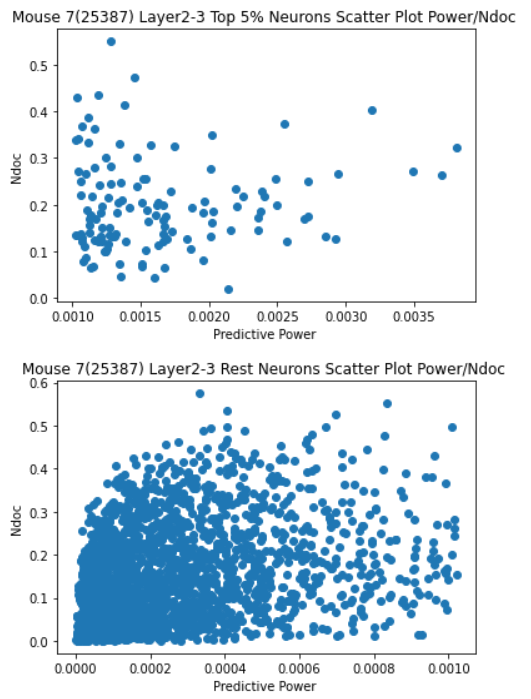 Mouse 7(25387) Layer2-3 Top 5% Neurons Scatter Plot Power/Ndoc
0.5
0.4
0.3
0.2
0.1
0.0
Ndoc
0.0010 0.0015 0.0020 0.0025 0.0030 0.0035
Predictive Power
Mouse 7(25387) Layer2-3 Rest Neurons Scatter Plot Power/Ndoc
0.6
0.5
0.4
0.3
0.2
0.1
0.0
Ndoc
0.0000 0.0002 0.0004 0.0006 0.0008 0.0010
Predictive Power